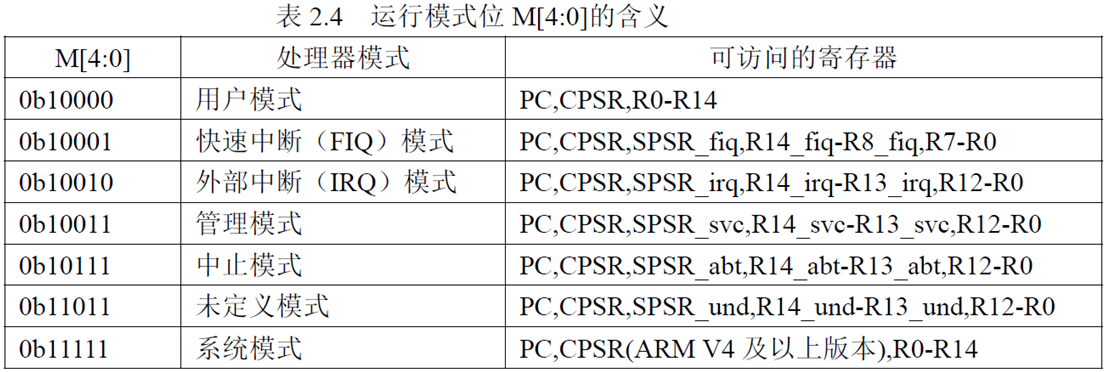 表 2.4 运行模式位 M[4:0]的含义
M[4:0] 处理器模式 可访问的寄存器
0b10000 用户模式 PC,CPSR,R0-R14
0b10001 快速中断（FIQ）模式 PC,CPSR,SPSR_fiq,R14_fiq-R8_fiq,R7-R0
0b10010 外部中断（IRQ）模式 PC,CPSR,SPSR_irq,R14_irq-R13_irq,R12-R0
0b10011 管理模式 PC,CPSR,SPSR_svc,R14_svc-R13_svc,R12-R0
0b10111 中止模式 PC,CPSR,SPSR_abt,R14_abt-R13_abt,R12-R0
0b11011 未定义模式 PC,CPSR,SPSR_und,R14_und-R13_und,R12-R0
0b11111 系统模式 PC,CPSR(ARM V4 及以上版本),R0-R14